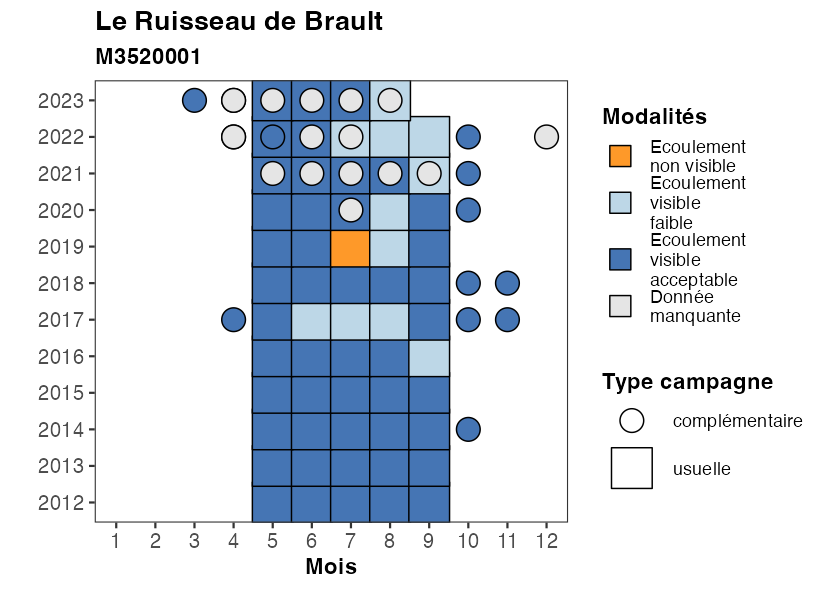 Le Ruisseau de Brault
M3520001
2023
2022
2021
2020
2019
2018
2017
2016
2015
2014
2013
2012
1 2 3 4 5 6 7 8 9 10 11 12
Mois
Modalités
Ecoulement
non visible
Ecoulement
visible
faible
Ecoulement
visible
acceptable
Donnée
manquante
Type campagne
complémentaire
usuelle